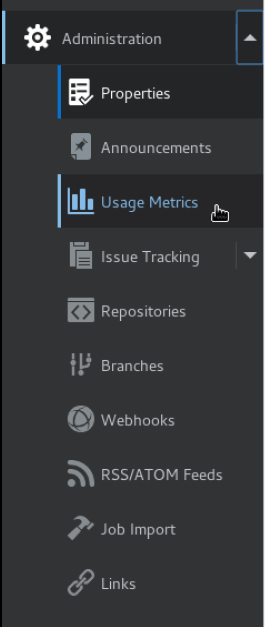 Administration
Properties
Announcements
Usage Metrics
Issue Tracking
Repositories
Branches
Webhooks
RSS/ATOM Feeds
Job Import
Links